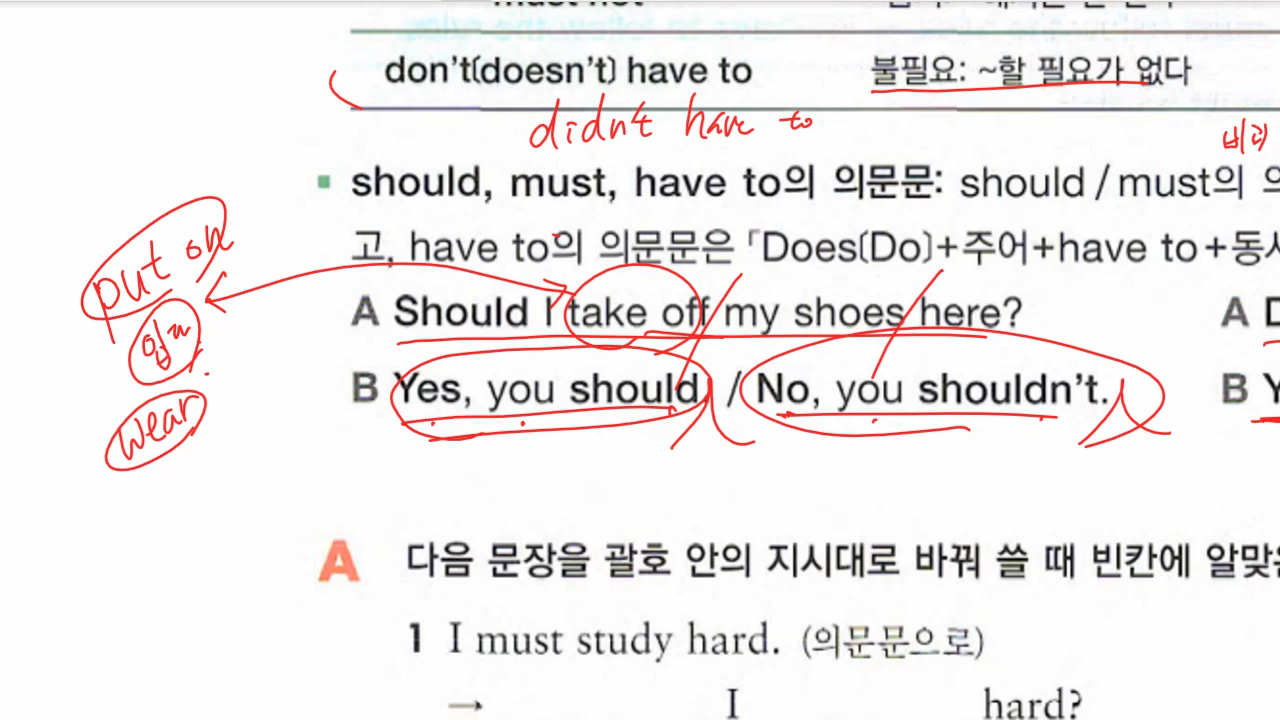 must not
don't(doesn't) have to 불필요: ~할 필요가 없다
didn't have to
should, must, have to의 의문문: should / must의 의
고, have to의 의문문은 「Does(Do)+주어+have to+동사
put on
입다
wear
A Should I take off my shoes here? A D
B Yes, you should. / No, you shouldn't. B Y
A 다음 문장을 괄호 안의 지시대로 바꿔 쓸 때 빈칸에 알맞은
1 I must study hard. (의문문으로)
→ I hard?